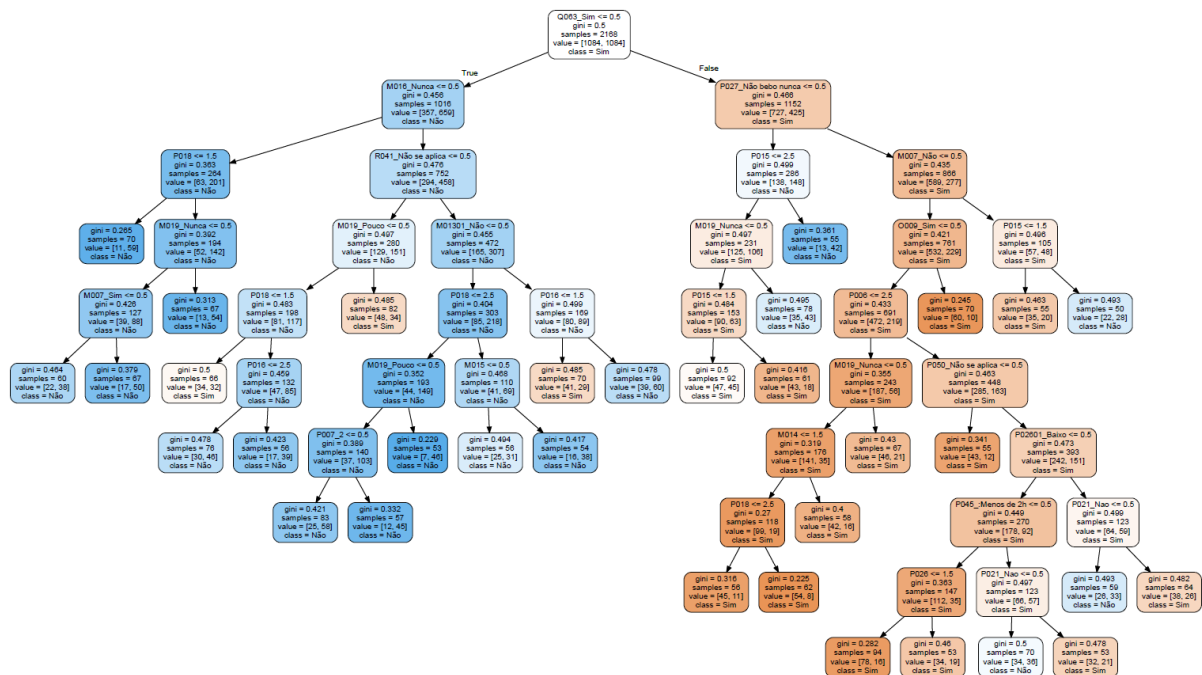 Q063_Sim <= 0.5
gini = 0.5
samples = 2168
value = [1084, 1084]
class = Sim
True
False
M016_Nunca <= 0.5
gini = 0.456
samples = 1016
value = [357, 659]
class = Não
P027_Não bebo nunca <= 0.5
gini = 0.466
samples = 1152
value = [727, 425]
class = Sim
P018 <= 1.5
gini = 0.363
samples = 264
value = [63, 201]
class = Não
R041_Não se aplica <= 0.5
gini = 0.476
samples = 752
value = [294, 458]
class = Não
P015 <= 2.5
gini = 0.499
samples = 286
value = [138, 148]
class = Não
M007_Não <= 0.5
gini = 0.435
samples = 866
value = [589, 277]
class = Sim
gini = 0.265
samples = 70
value = [11, 59]
class = Não
M019_Nunca <= 0.5
gini = 0.392
samples = 194
value = [52, 142]
class = Não
M019_Pouco <= 0.5
gini = 0.497
samples = 280
value = [129, 151]
class = Não
M01301_Não <= 0.5
gini = 0.455
samples = 472
value = [165, 307]
class = Não
M019_Nunca <= 0.5
gini = 0.497
samples = 231
value = [125, 106]
class = Sim
gini = 0.361
samples = 55
value = [13, 42]
class = Não
O009_Sim <= 0.5
gini = 0.421
samples = 761
value = [532, 229]
class = Sim
P015 <= 1.5
gini = 0.496
samples = 105
value = [57, 48]
class = Sim
M007_Sim <= 0.5
gini = 0.426
samples = 127
value = [39, 88]
class = Não
gini = 0.313
samples = 67
value = [13, 54]
class = Não
P018 <= 1.5
gini = 0.483
samples = 198
value = [81, 117]
class = Não
gini = 0.485
samples = 82
value = [48, 34]
class = Sim
P018 <= 2.5
gini = 0.404
samples = 303
value = [85, 218]
class = Não
P016 <= 1.5
gini = 0.499
samples = 169
value = [80, 89]
class = Não
P015 <= 1.5
gini = 0.484
samples = 153
value = [90, 63]
class = Sim
gini = 0.495
samples = 78
value = [35, 43]
class = Não
P006 <= 2.5
gini = 0.433
samples = 691
value = [472, 219]
class = Sim
gini = 0.245
samples = 70
value = [60, 10]
class = Sim
gini = 0.463
samples = 55
value = [35, 20]
class = Sim
gini = 0.493
samples = 50
value = [22, 28]
class = Não
gini = 0.464
samples = 60
value = [22, 38]
class = Não
gini = 0.379
samples = 67
value = [17, 50]
class = Não
gini = 0.5
samples = 66
value = [34, 32]
class = Sim
P016 <= 2.5
gini = 0.459
samples = 132
value = [47, 85]
class = Não
M019_Pouco <= 0.5
gini = 0.352
samples = 193
value = [44, 149]
class = Não
M015 <= 0.5
gini = 0.468
samples = 110
value = [41, 69]
class = Não
gini = 0.485
samples = 70
value = [41, 29]
class = Sim
gini = 0.478
samples = 99
value = [39, 60]
class = Não
gini = 0.5
samples = 92
value = [47, 45]
class = Sim
gini = 0.416
samples = 61
value = [43, 18]
class = Sim
M019_Nunca <= 0.5
gini = 0.355
samples = 243
value = [187, 56]
class = Sim
P050_Não se aplica <= 0.5
gini = 0.463
samples = 448
value = [285, 163]
class = Sim
gini = 0.478
samples = 76
value = [30, 46]
class = Não
gini = 0.423
samples = 56
value = [17, 39]
class = Não
P007_2 <= 0.5
gini = 0.389
samples = 140
value = [37, 103]
class = Não
gini = 0.229
samples = 53
value = [7, 46]
class = Não
gini = 0.494
samples = 56
value = [25, 31]
class = Não
gini = 0.417
samples = 54
value = [16, 38]
class = Não
M014 <= 1.5
gini = 0.319
samples = 176
value = [141, 35]
class = Sim
gini = 0.43
samples = 67
value = [46, 21]
class = Sim
gini = 0.341
samples = 55
value = [43, 12]
class = Sim
P02601_Baixo <= 0.5
gini = 0.473
samples = 393
value = [242, 151]
class = Sim
gini = 0.421
samples = 83
value = [25, 58]
class = Não
gini = 0.332
samples = 57
value = [12, 45]
class = Não
P018 <= 2.5
gini = 0.27
samples = 118
value = [99, 19]
class = Sim
gini = 0.4
samples = 58
value = [42, 16]
class = Sim
P045_:Menos de 2h <= 0.5
gini = 0.449
samples = 270
value = [178, 92]
class = Sim
P021_Nao <= 0.5
gini = 0.499
samples = 123
value = [64, 59]
class = Sim
gini = 0.316
samples = 56
value = [45, 11]
class = Sim
gini = 0.225
samples = 62
value = [54, 8]
class = Sim
P026 <= 1.5
gini = 0.363
samples = 147
value = [112, 35]
class = Sim
P021_Nao <= 0.5
gini = 0.497
samples = 123
value = [66, 57]
class = Sim
gini = 0.493
samples = 59
value = [26, 33]
class = Não
gini = 0.482
samples = 64
value = [38, 26]
class = Sim
gini = 0.282
samples = 94
value = [78, 16]
class = Sim
gini = 0.46
samples = 53
value = [34, 19]
class = Sim
gini = 0.5
samples = 70
value = [34, 36]
class = Não
gini = 0.478
samples = 53
value = [32, 21]
class = Sim